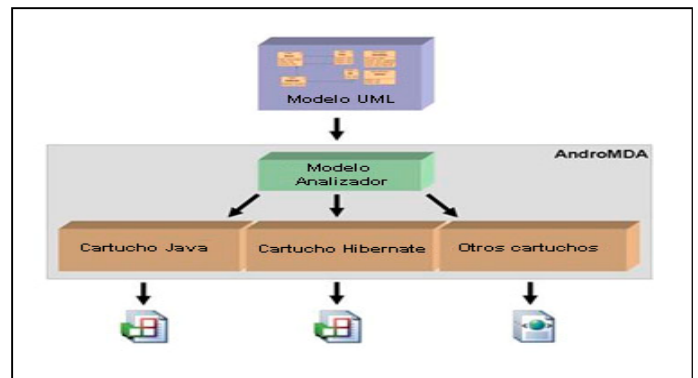 Modelo UML
AndroMDA
Modelo
Analizador
Cartucho Java
Cartucho Hibernate
Otros cartuchos